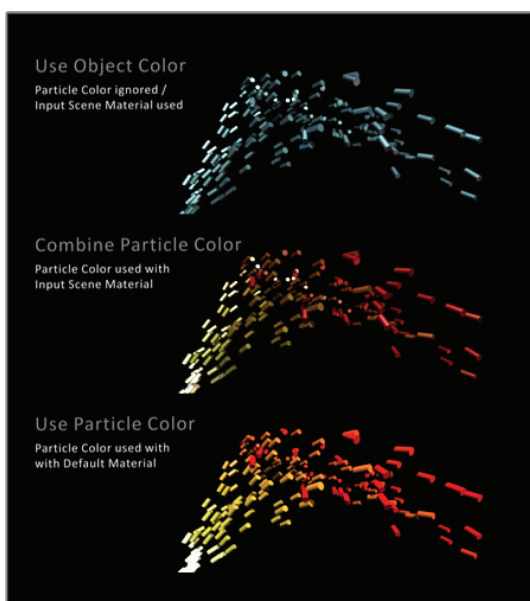 Use Object Color
Particle Color ignored /
Input Scene Material used
Combine Particle Color
Particle Color used with
Input Scene Material
Use Particle Color
Particle Color used with
with Default Material